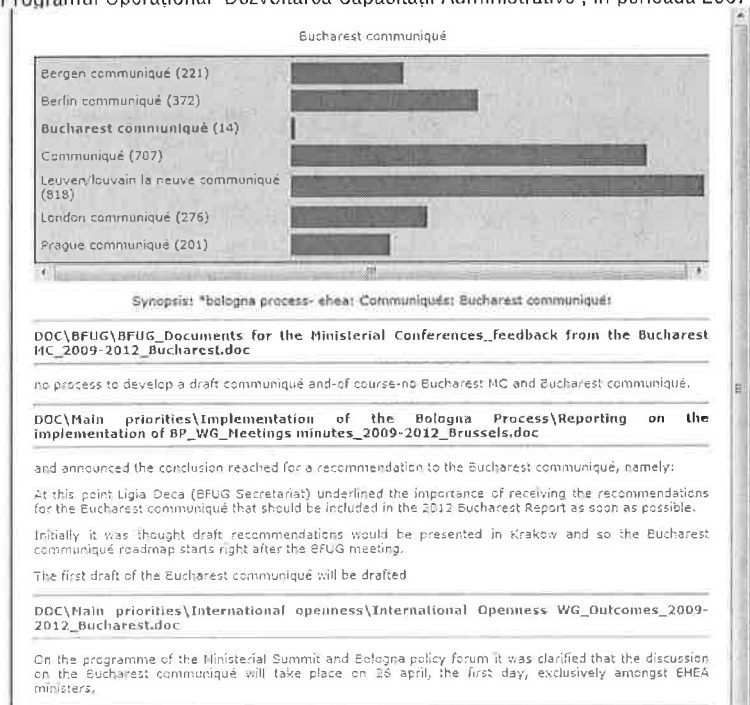 Programul Operațional "Dezvoltarea Capacității Administrative", în perioada 2007
Bucharest communiqué
Bergen communiqué (221)
Berlin communiqué (372)
Bucharest communiqué (14)
Communiqué (707)
Leuven/louvain la neuve communiqué
(818)
London communiqué (276)
Prague communiqué (201)
Synopsis: *bologna process- ehea: Communiqués: Bucharest communiqué:
DOC\BFUG\BFUG_Documents for the Ministerial Conferences_feedback from the Bucharest
MC_2009-2012_Bucharest.doc
no process to develop a draft communiqué and-of course-no Bucharest MC and Bucharest communiqué.
DOC\Main priorities\Implementation of the Bologna Process\Reporting on the
implementation of BP_WG_Meetings minutes_2009-2012_Brussels.doc
and announced the conclusion reached for a recommendation to the Bucharest communiqué, namely:
At this point Ligia Deca (BFUG Secretariat) underlined the importance of receiving the recommendations
for the Bucharest communiqué that should be included in the 2012 Bucharest Report as soon as possible.
Initially it was thought draft recommendations would be presented in Krakow and so the Bucharest
communiqué roadmap starts right after the BFUG meeting.
The first draft of the Bucharest communiqué will be drafted
DOC\Main priorities\International openness\International Openness WG_Outcomes_2009-
2012_Bucharest.doc
On the programme of the Ministerial Summit and Bologna policy forum it was clarified that the discussion
on the Bucharest communiqué will take place on 26 april, the first day, exclusively amongst EHEA
ministers.